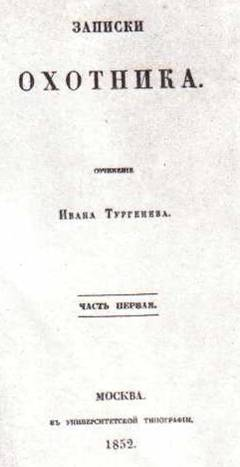 ЗАПИСКИ
ОХОТНИКА.
СОЧИНЕНІЕ
Ивана Тургенева.
ЧАСТЬ ПЕРВАЯ.
МОСКВА.
ВЪ УНИВЕРСИТЕТСКОЙ ТИПОГРАФІИ,
1852.